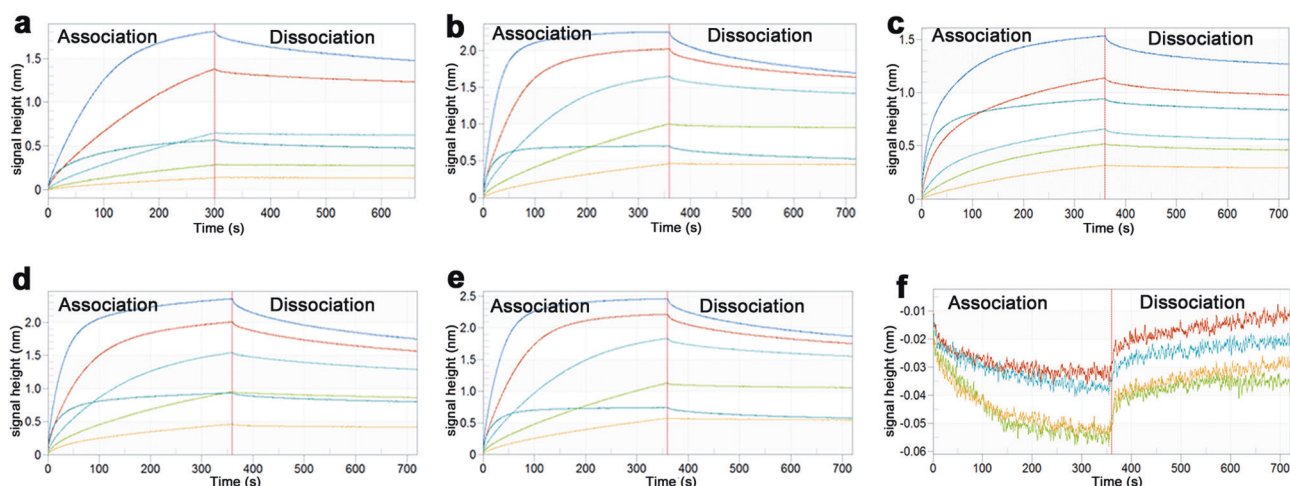 a
Association
Dissociation
signal height (nm)
1.5
1.0
0.5
0
0
100
200
300
400
500
600
Time (s)
b
Association
Dissociation
signal height (nm)
2.0
1.5
1.0
0.5
0
0
100
200
300
400
500
600
700
Time (s)
c
Association
Dissociation
signal height (nm)
1.5
1.0
0.5
0
0
100
200
300
400
500
600
700
Time (s)
d
Association
Dissociation
signal height (nm)
2.0
1.5
1.0
0.5
0
0
100
200
300
400
500
600
700
Time (s)
e
Association
Dissociation
signal height (nm)
2.5
2.0
1.5
1.0
0.5
0
0
100
200
300
400
500
600
700
Time (s)
f
Association
Dissociation
signal height (nm)
-0.01
-0.02
-0.03
-0.04
-0.05
-0.06
0
100
200
300
400
500
600
700
Time (s)